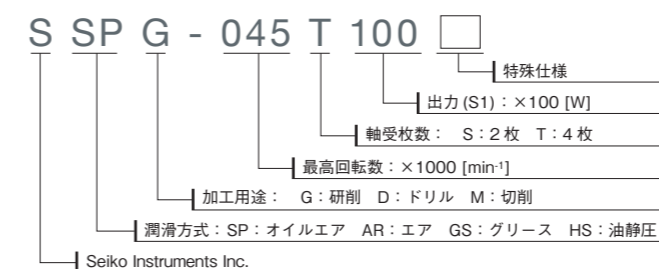 S SP G - 045 T 100 □
特殊仕様
出力 (S1)：×100 [W]
軸受枚数： S：2 枚 T：4 枚
最高回転数：×1000 [min⁻¹]
加工用途： G：研削 D：ドリル M：切削
潤滑方式：SP：オイルエア AR：エア GS：グリース HS：油静圧
Seiko Instruments Inc.